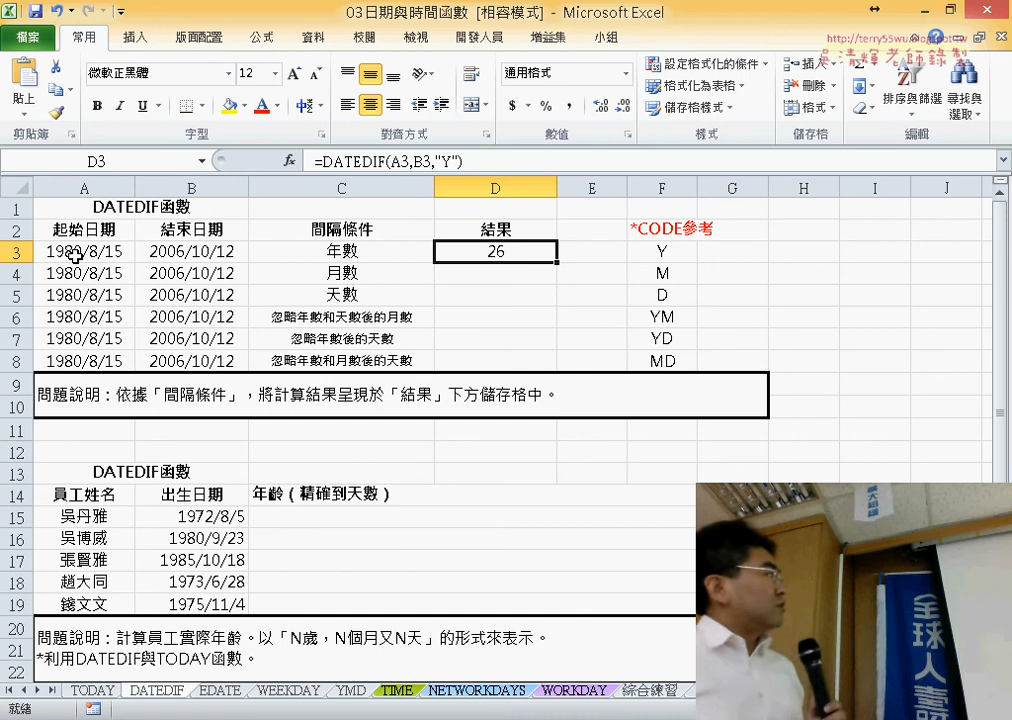 03日期與時間函數 [相容模式] - Microsoft Excel
檔案 常用 插入 版面配置 公式 資料 校閱 檢視 開發人員 增益集 小組
吳清輝老師錄製
貼上 微軟正黑體 12 通用格式 設定格式化的條件 插入
B I U 中 $ % , 格式化為表格 刪除 排序與篩選 尋找與選取
儲存格樣式 格式
剪貼簿 字型 對齊方式 數值 樣式 儲存格 編輯
D3 fx =DATEDIF(A3,B3,"Y")
A B C D E F G H I J
1 DATEDIF函數
2 起始日期 結束日期 間隔條件 結果 *CODE參考
3 1980/8/15 2006/10/12 年數 26 Y
4 1980/8/15 2006/10/12 月數 M
5 1980/8/15 2006/10/12 天數 D
6 1980/8/15 2006/10/12 忽略年數和天數後的月數 YM
7 1980/8/15 2006/10/12 忽略年數後的天數 YD
8 1980/8/15 2006/10/12 忽略年數和月數後的天數 MD
9
問題說明：依據「間隔條件」，將計算結果呈現於「結果」下方儲存格中。
10
11
12
13 DATEDIF函數
14 員工姓名 出生日期 年齡（精確到天數）
15 吳丹雅 1972/8/5
16 吳博威 1980/9/23
17 張賢雅 1985/10/18
18 趙大同 1973/6/28
19 錢文文 1975/11/4
20 問題說明：計算員工實際年齡。以「N歲，N個月又N天」的形式來表示。
21 *利用DATEDIF與TODAY函數。
22
TODAY DATEDIF EDATE WEEKDAY YMD TIME NETWORKDAYS WORKDAY 綜合練習
就緒
全球人壽